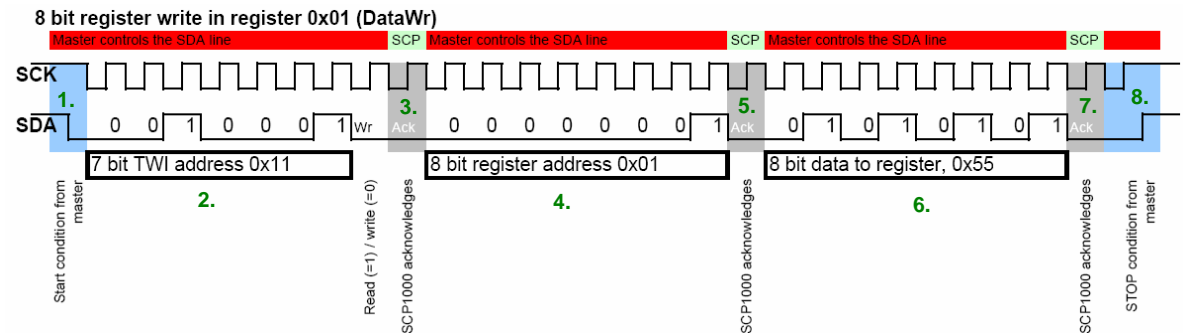 8 bit register write in register 0x01 (DataWr)
Master controls the SDA line SCP Master controls the SDA line SCP Master controls the SDA line SCP
SCK
1. 3. 5. 7. 8.
SDA 0 0 1 0 0 0 1 Wr Ack 0 0 0 0 0 0 0 1 Ack 0 1 0 1 0 1 0 1 Ack
7 bit TWI address 0x11 8 bit register address 0x01 8 bit data to register, 0x55
2. 4. 6.
Start condition from
master
Read (=1) / write (=0)
SCP1000 acknowledges
SCP1000 acknowledges
SCP1000 acknowledges
STOP condition from
master